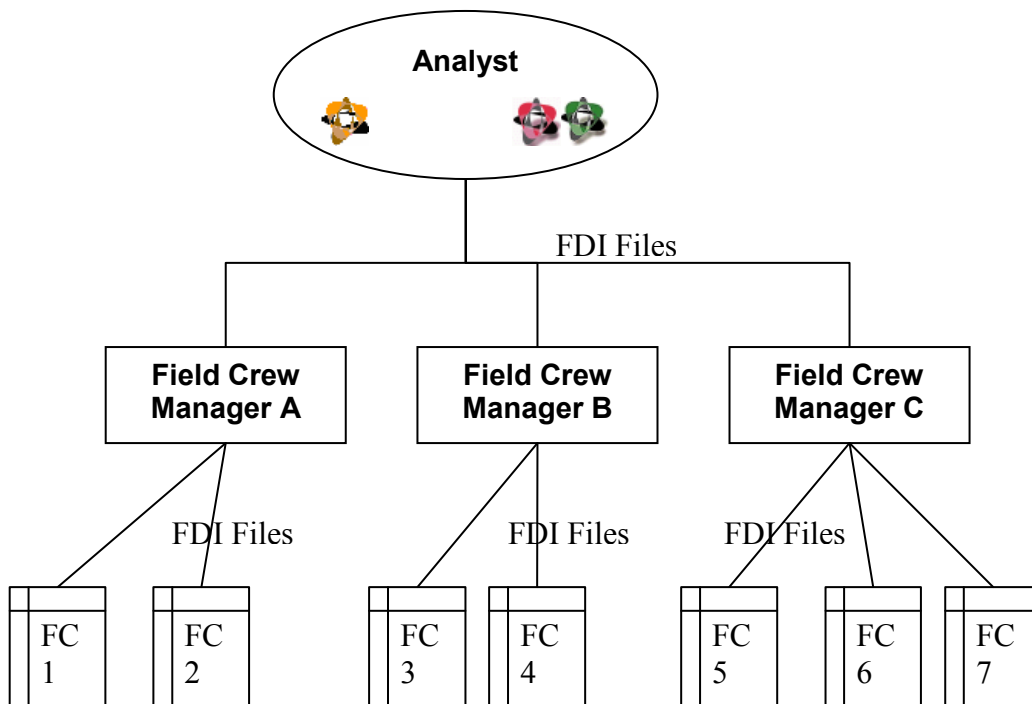 Analyst
FDI Files
Field Crew
Manager A
Field Crew
Manager B
Field Crew
Manager C
FDI Files
FDI Files
FDI Files
FC
1
FC
2
FC
3
FC
4
FC
5
FC
6
FC
7